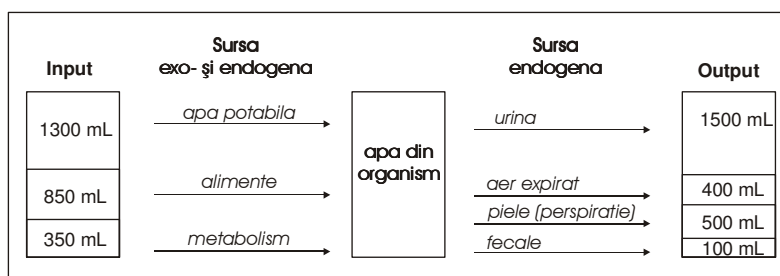 Sursa
exo- şi endogena
Sursa
endogena
Input
Output
1300 mL
850 mL
350 mL
apa potabila
alimente
metabolism
apa din
organism
urina
aer expirat
piele (perspiratie)
fecale
1500 mL
400 mL
500 mL
100 mL